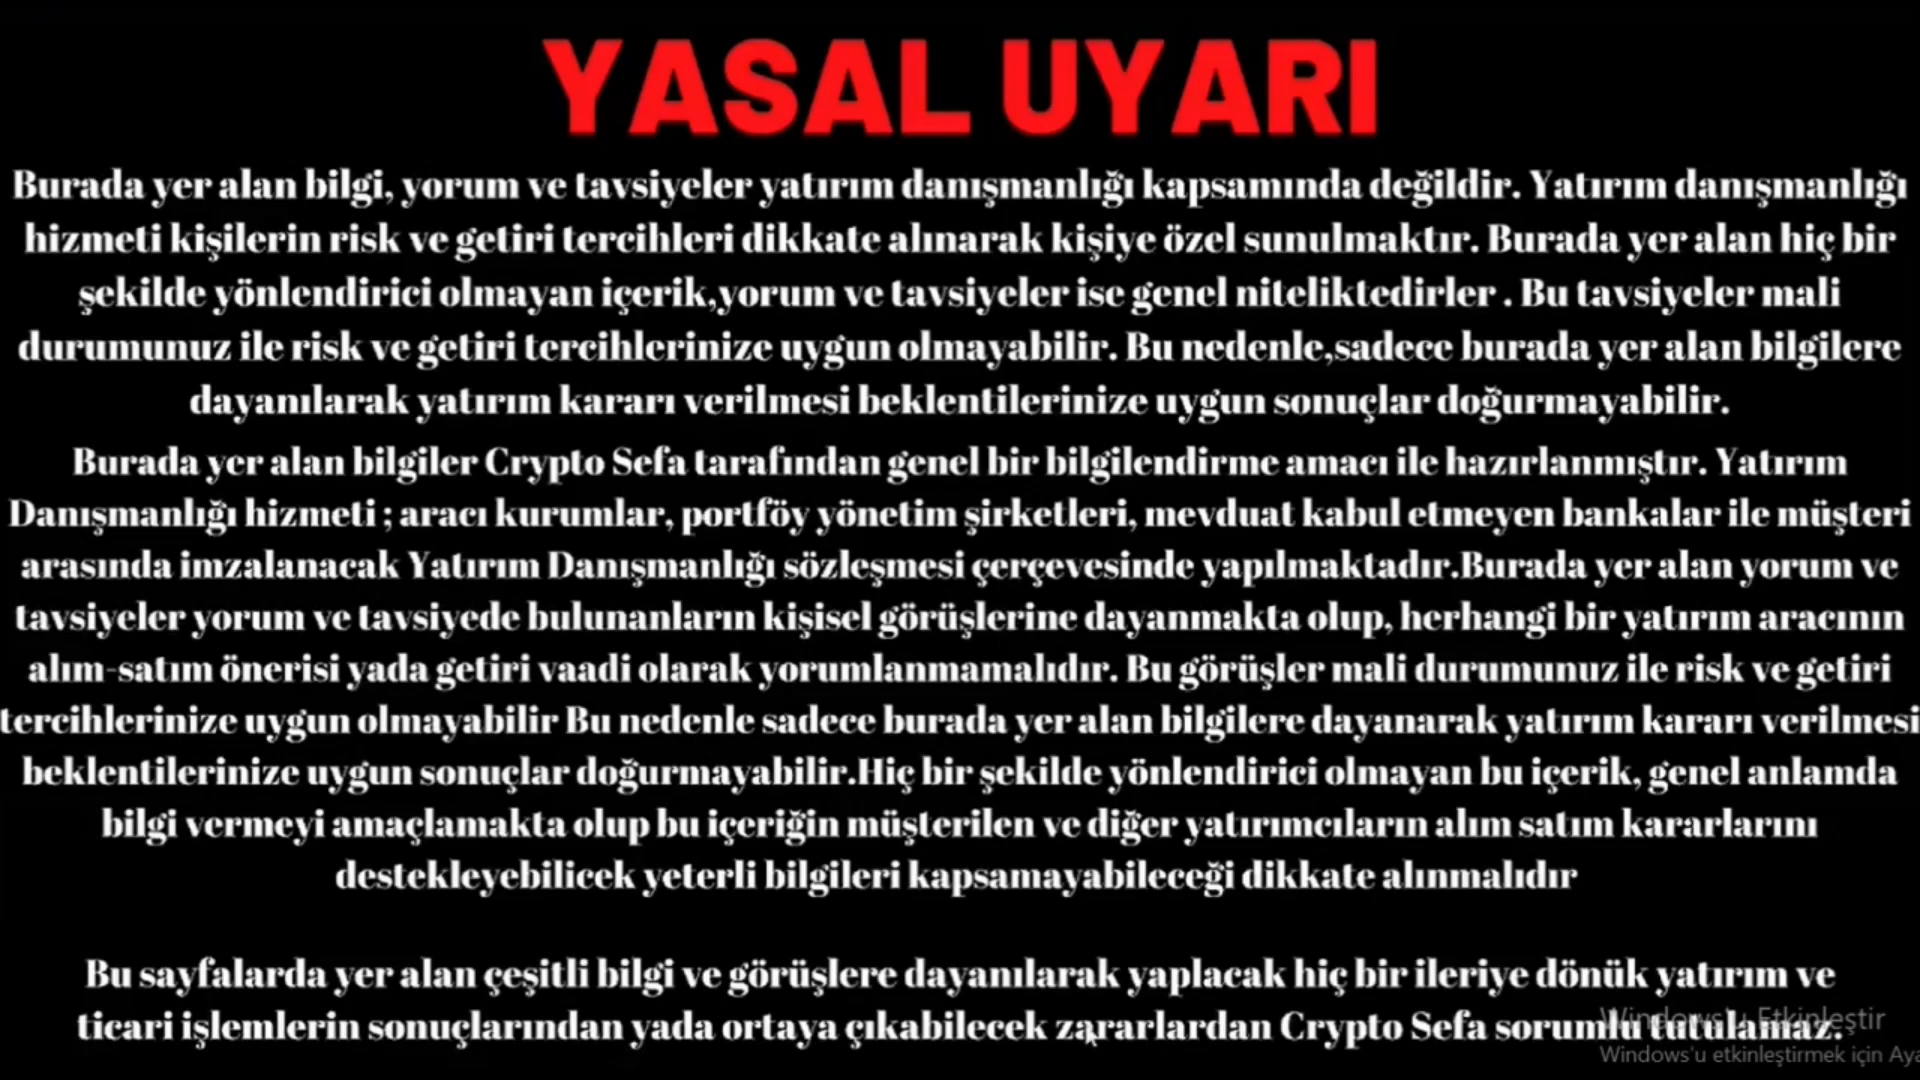 YASAL UYARI
Burada yer alan bilgi, yorum ve tavsiyeler yatırım danışmanlığı kapsamında değildir. Yatırım danışmanlığı
hizmeti kişilerin risk ve getiri tercihleri dikkate alınarak kişiye özel sunulmaktır. Burada yer alan hiç bir
şekilde yönlendirici olmayan içerik,yorum ve tavsiyeler ise genel niteliktedirler . Bu tavsiyeler mali
durumunuz ile risk ve getiri tercihlerinize uygun olmayabilir. Bu nedenle,sadece burada yer alan bilgilere
dayanılarak yatırım kararı verilmesi beklentilerinize uygun sonuçlar doğurmayabilir.
Burada yer alan bilgiler Crypto Sefa tarafından genel bir bilgilendirme amacı ile hazırlanmıştır. Yatırım
Danışmanlığı hizmeti ; aracı kurumlar, portföy yönetim şirketleri, mevduat kabul etmeyen bankalar ile müşteri
arasında imzalanacak Yatırım Danışmanlığı sözleşmesi çerçevesinde yapılmaktadır.Burada yer alan yorum ve
tavsiyeler yorum ve tavsiyede bulunanların kişisel görüşlerine dayanmakta olup, herhangi bir yatırım aracının
alım-satım önerisi yada getiri vaadi olarak yorumlanmamalıdır. Bu görüşler mali durumunuz ile risk ve getiri
tercihlerinize uygun olmayabilir Bu nedenle sadece burada yer alan bilgilere dayanarak yatırım kararı verilmesi
beklentilerinize uygun sonuçlar doğurmayabilir.Hiç bir şekilde yönlendirici olmayan bu içerik, genel anlamda
bilgi vermeyi amaçlamakta olup bu içeriğin müşterilen ve diğer yatırımcıların alım satım kararlarını
destekleyebilicek yeterli bilgileri kapsamayabileceği dikkate alınmalıdır
Bu sayfalarda yer alan çeşitli bilgi ve görüşlere dayanılarak yaplacak hiç bir ileriye dönük yatırım ve
ticari işlemlerin sonuçlarından yada ortaya çıkabilecek zararlardan Crypto Sefa sorumlu tutulamaz.
Windows'u Etkinleştir
Windows'u etkinleştirmek için Aya